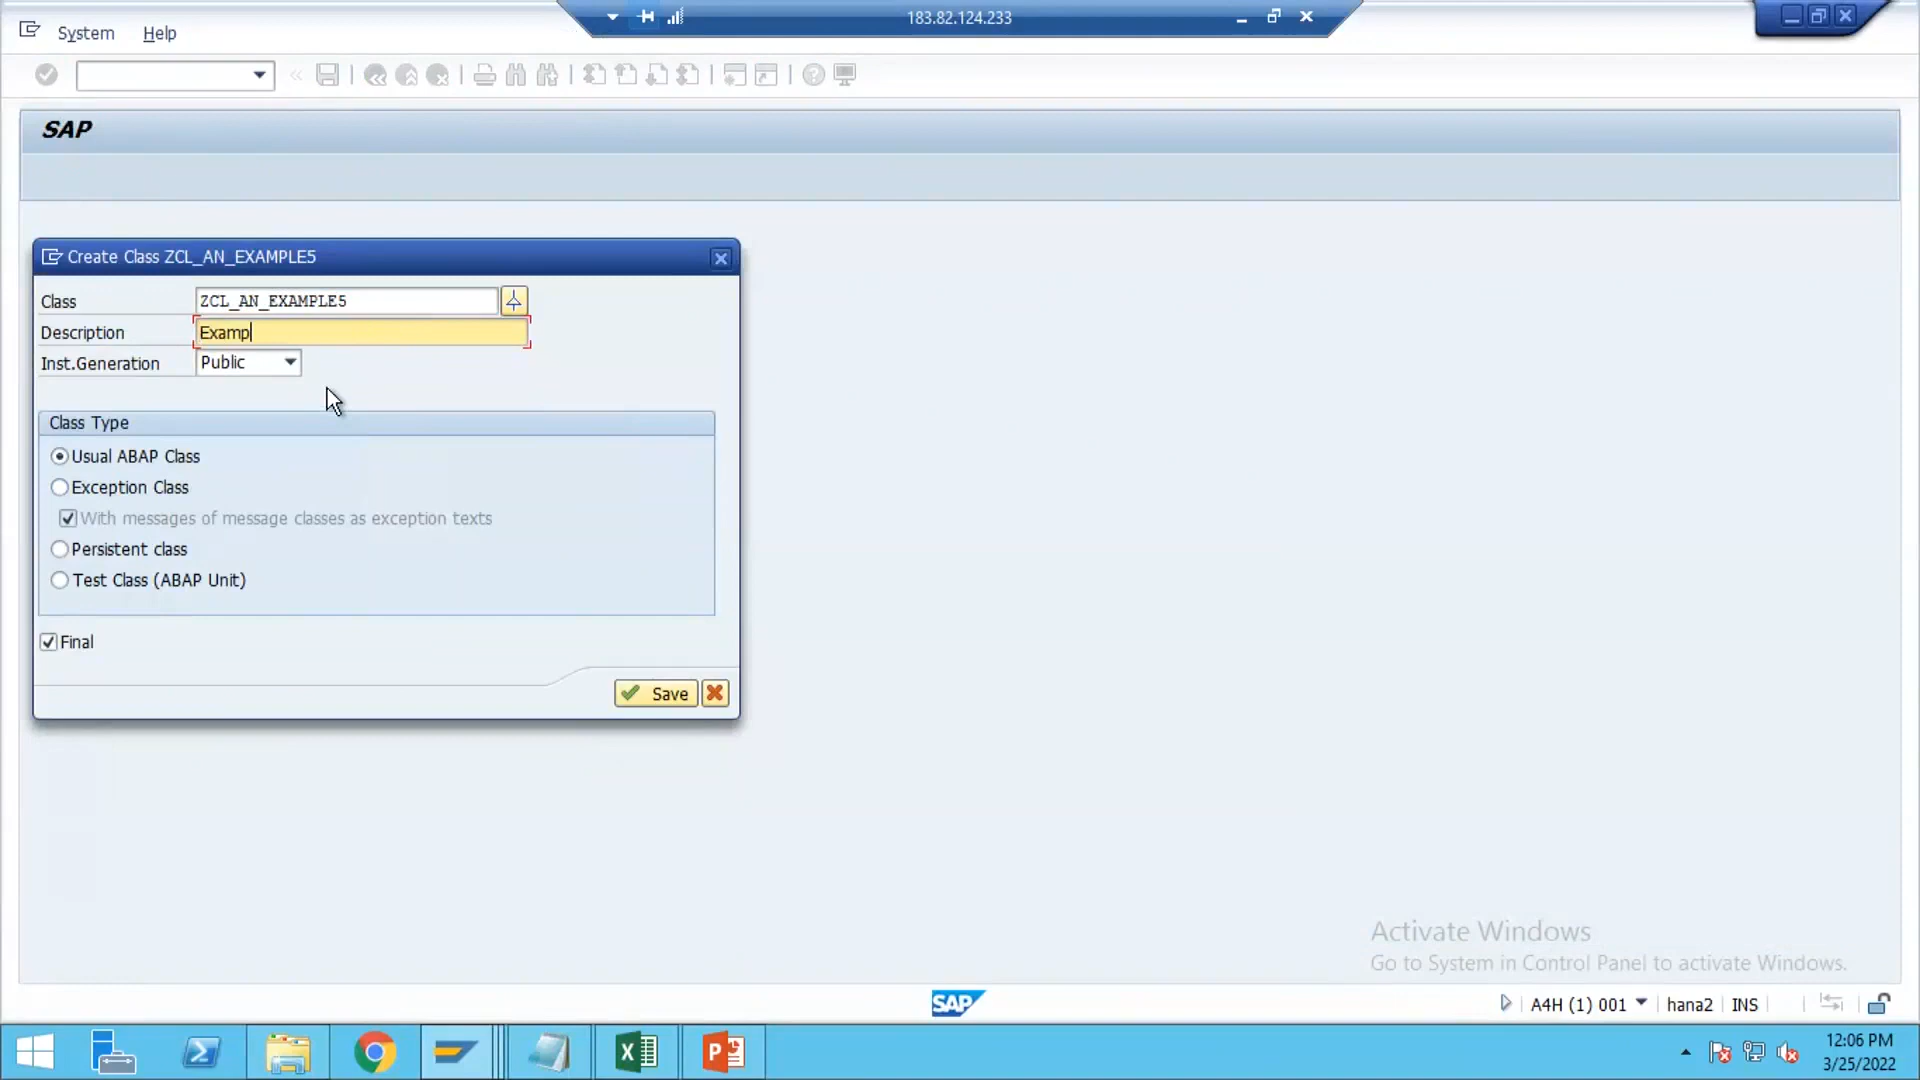 183.82.124.233
System Help
SAP
Create Class ZCL_AN_EXAMPLE5
Class ZCL_AN_EXAMPLE5
Description Examp
Inst.Generation Public
Class Type
Usual ABAP Class
Exception Class
With messages of message classes as exception texts
Persistent class
Test Class (ABAP Unit)
Final
Save
Activate Windows
Go to System in Control Panel to activate Windows.
SAP
A4H (1) 001 hana2 INS
12:06 PM
3/25/2022